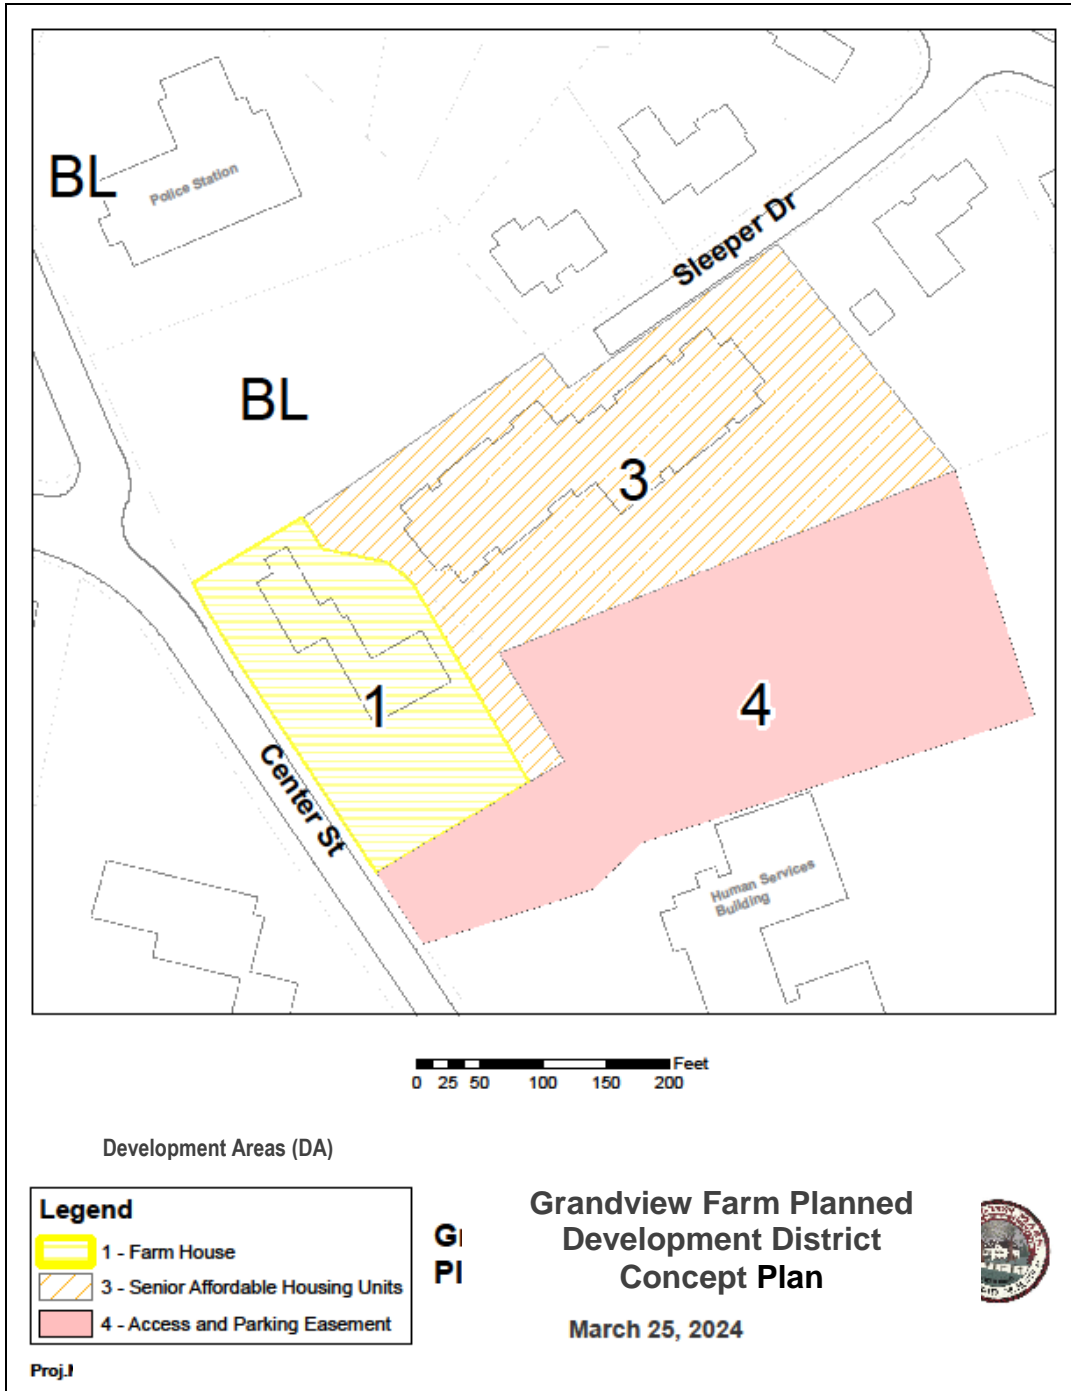 BL
Police Station
Sleeper Dr
BL
3
1
4
Center St
Human Services
Building
Feet
0 25 50 100 150 200
Development Areas (DA)
Legend
1 - Farm House
3 - Senior Affordable Housing Units
4 - Access and Parking Easement
Grandview Farm Planned
Development District
Concept Plan
March 25, 2024